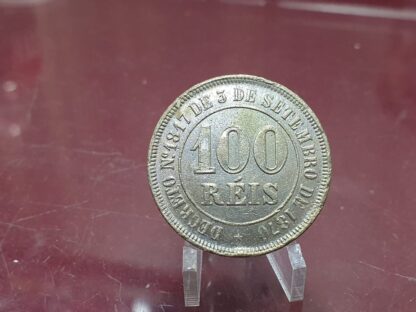 DECRETO Nº 1817 DE 3 DE SETEMBRO DE 1870
100
RÉIS